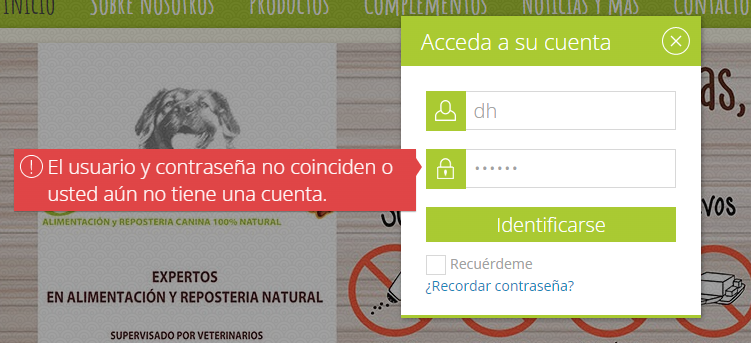 INICIO SOBRE NOSOTROS PRODUCTOS COMPLEMENTOS NOTICIAS Y MÁS CONTACTO
Acceda a su cuenta
as,
dh
El usuario y contraseña no coinciden o
usted aún no tiene una cuenta.
ALIMENTACIÓN y REPOSTERIA CANINA 100% NATURAL
Identificarse
Recuérdeme
¿Recordar contraseña?
EXPERTOS
EN ALIMENTACIÓN Y REPOSTERIA NATURAL
SUPERVISADO POR VETERINARIOS